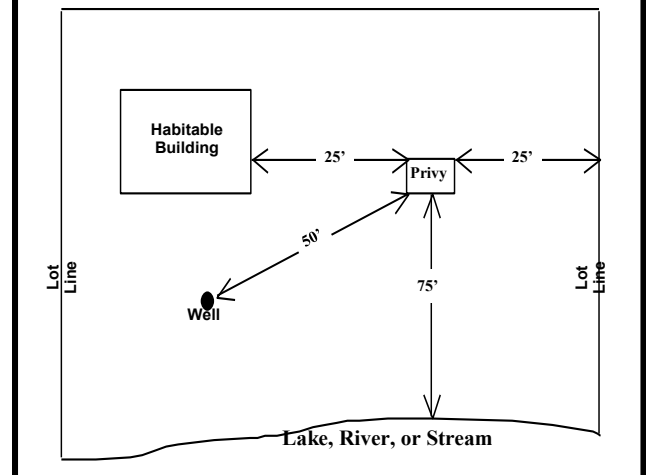 Habitable
Building
25'
Privy
25'
50'
Lot
Line
75'
Lot
Line
Well
Lake, River, or Stream